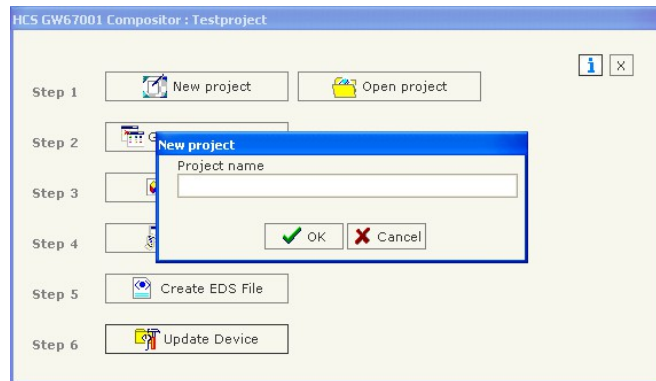 HCS GW67001 Compositor : Testproject
Step 1
New project
Open project
Step 2
New project
Project name
Step 3
OK
Cancel
Step 4
Step 5
Create EDS File
Step 6
Update Device